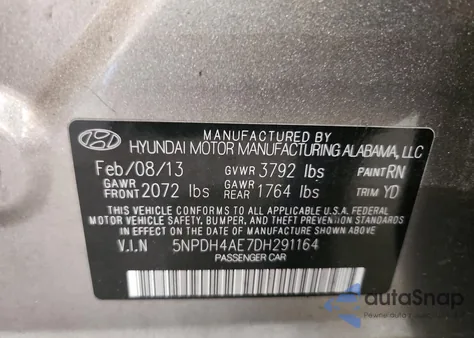 MANUFACTURED BY
HYUNDAI MOTOR MANUFACTURING ALABAMA, LLC
Feb/08/13 GVWR 3792 lbs PAINT RN
GAWR FRONT 2072 lbs GAWR REAR 1764 lbs TRIM YD
THIS VEHICLE CONFORMS TO ALL APPLICABLE U.S.A. FEDERAL
MOTOR VEHICLE SAFETY, BUMPER, AND THEFT PREVENTION STANDARDS
IN EFFECT ON THE DATE OF MANUFACTURE SHOWN ABOVE.
V.I.N 5NPDH4AE7DH291164
PASSENGER CAR
autoSnap
Pewne auto z